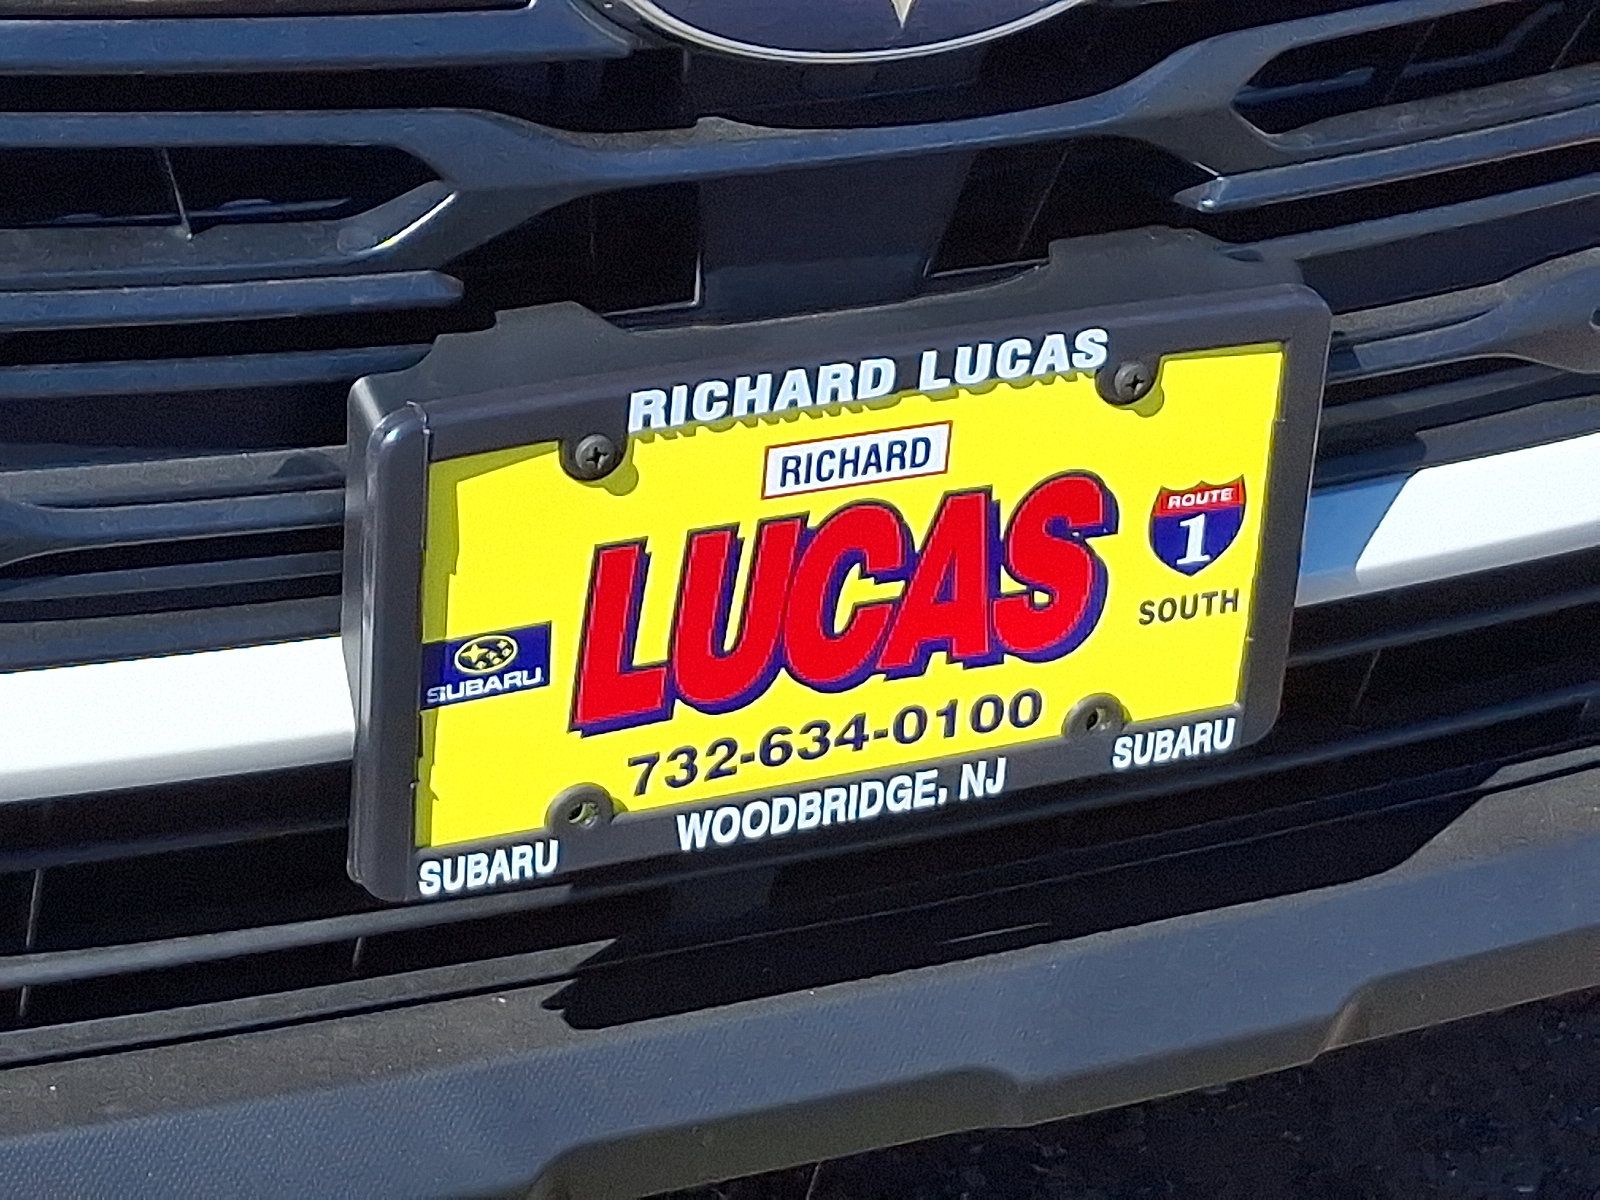 RICHARD LUCAS
RICHARD
LUCAS
ROUTE
1
SOUTH
SUBARU
732-634-0100
SUBARU
WOODBRIDGE, NJ
SUBARU